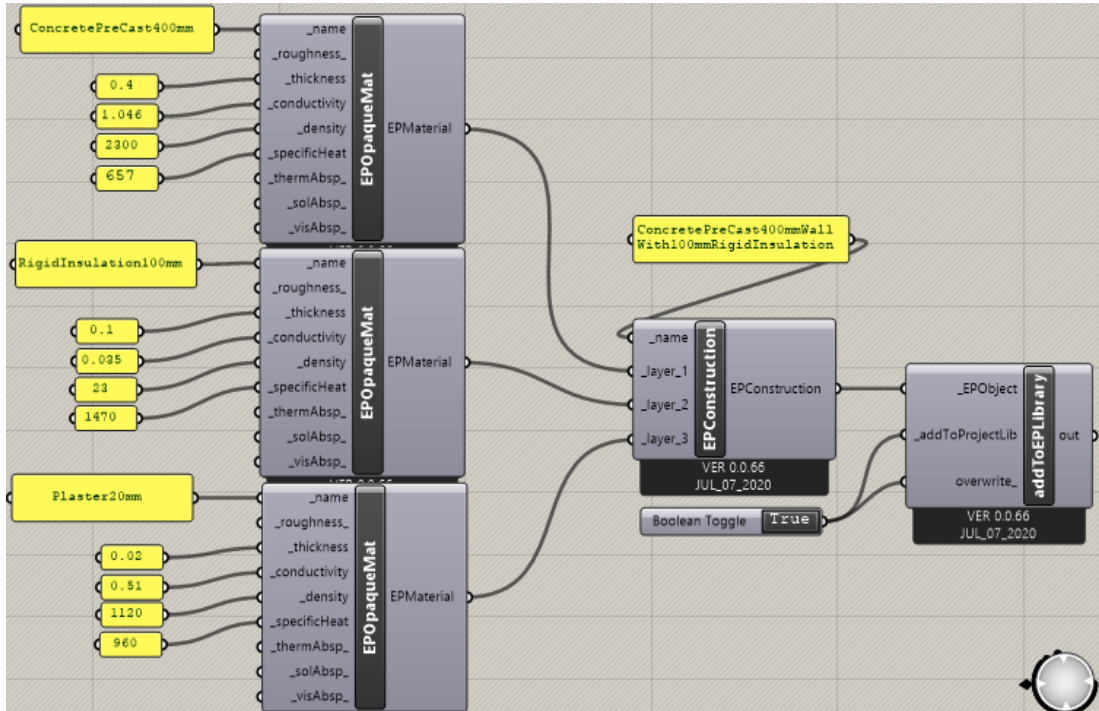 ConcretePreCast400mm
0.4
1.046
2300
657
_name
_roughness_
_thickness
_conductivity
_density
_specificHeat
_thermAbsp_
_solAbsp_
_visAbsp_
EPOpaqueMat
EPMaterial
VER 0.0.66
RigidInsulation100mm
0.1
0.035
23
1470
_name
_roughness_
_thickness
_conductivity
_density
_specificHeat
_thermAbsp_
_solAbsp_
_visAbsp_
EPOpaqueMat
EPMaterial
Plaster20mm
0.02
0.51
1120
960
_name
_roughness_
_thickness
_conductivity
_density
_specificHeat
_thermAbsp_
_solAbsp_
_visAbsp_
EPOpaqueMat
EPMaterial
ConcretePreCast400mmWall
With100mmRigidInsulation
_name
_layer_1
_layer_2
_layer_3
EPConstruction
EPConstruction
VER 0.0.66
JUL_07_2020
Boolean Toggle True
_EPObject
_addToProjectLib
overwrite_
addToEPLibrary
out
VER 0.0.66
JUL_07_2020